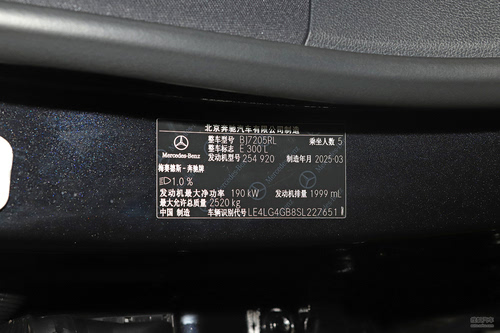 北京奔驰汽车有限公司制造
Mercedes-Benz
整车型号 BJ7205RL 乘坐人数 5
整车标志 E 300 L
发动机型号 254 920 制造年月 2025-03
梅赛德斯-奔驰牌
1.0%
发动机最大净功率 190 kW 发动机排量 1999 mL
最大允许总质量 2520 kg
中国 制造 车辆识别代号 LE4LG4GB8SL227651